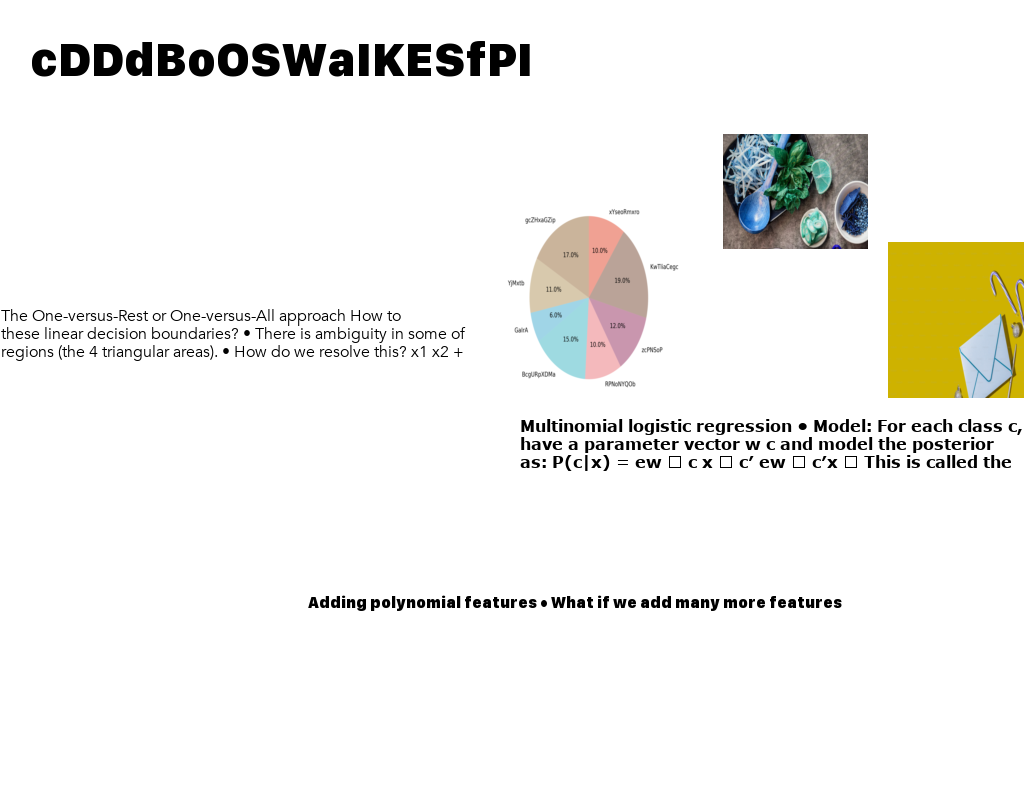 cDDdBoOSWaIKESfPI
gcZHxaGZip
xYseoRmxro
17.0%
10.0%
KwTliaCegc
19.0%
YjMxtb
11.0%
6.0%
GaIrA
12.0%
15.0%
10.0%
zcPNSoP
BcgURpXDMa
RPNoNYQOb
The One-versus-Rest or One-versus-All approach How to
these linear decision boundaries? • There is ambiguity in some of
regions (the 4 triangular areas). • How do we resolve this? x1 x2 +
Multinomial logistic regression • Model: For each class c,
have a parameter vector w c and model the posterior
as: P(c|x) = ew □ c x □ c′ ew □ c′x □ This is called the
Adding polynomial features • What if we add many more features